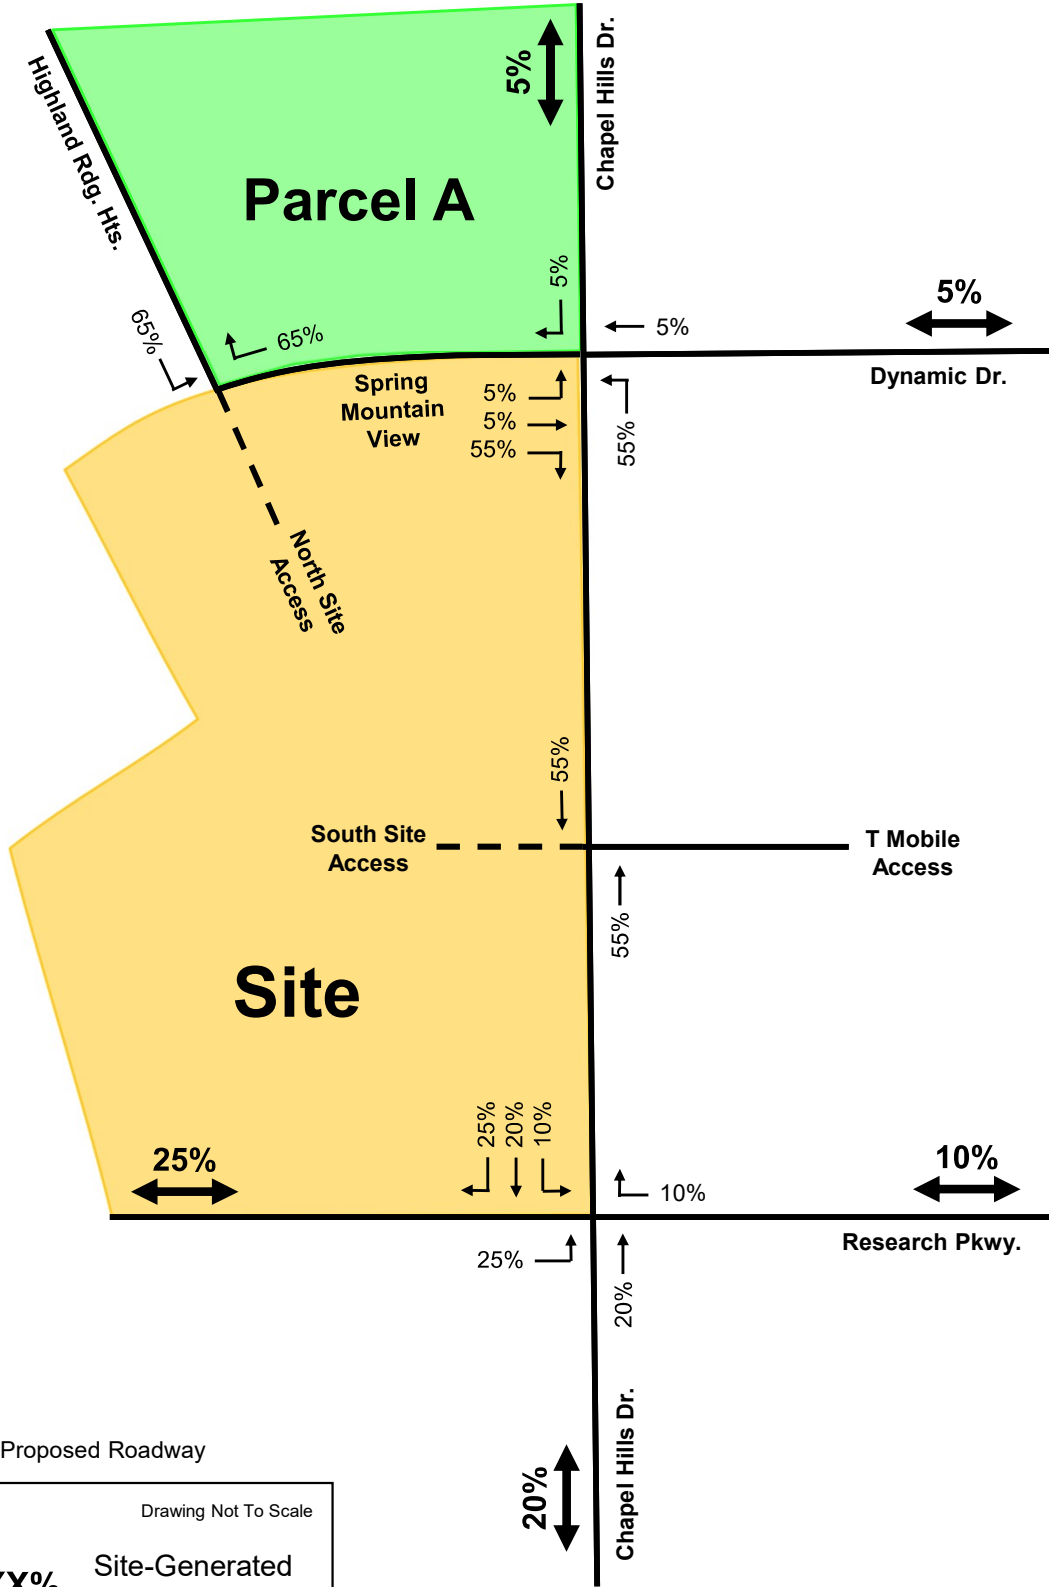 5%
Chapel Hills Dr.
Highland Rdg. Hts.
Parcel A
5%
5%
5%
65%
65%
Dynamic Dr.
Spring
Mountain
View
5%
5%
55%
55%
North Site
Access
55%
South Site
Access
T Mobile
Access
55%
Site
25%
20%
10%
25%
10%
10%
Research Pkwy.
25%
20%
Chapel Hills Dr.
20%
Proposed Roadway
Drawing Not To Scale
Site-Generated